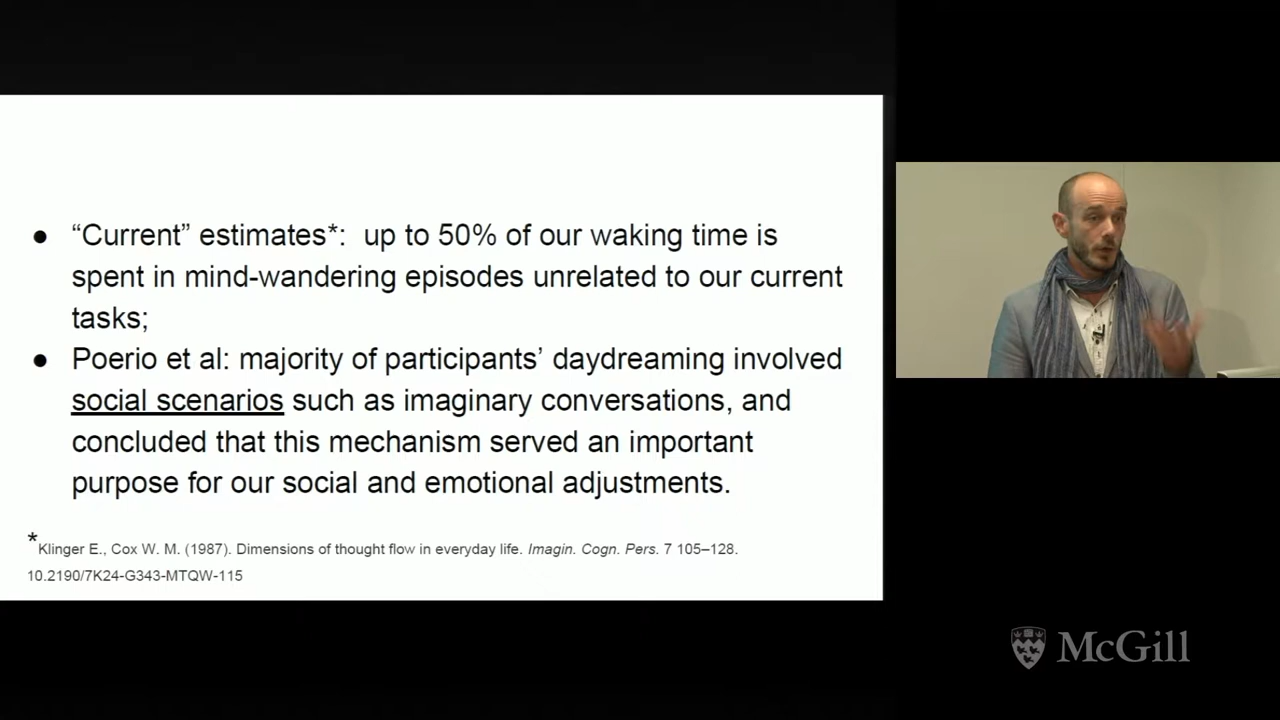 ● “Current” estimates*:  up to 50% of our waking time is
spent in mind-wandering episodes unrelated to our current
tasks;
● Poerio et al: majority of participants’ daydreaming involved
social scenarios such as imaginary conversations, and
concluded that this mechanism served an important
purpose for our social and emotional adjustments.
*Klinger E., Cox W. M. (1987). Dimensions of thought flow in everyday life. Imagin. Cogn. Pers. 7 105–128.
10.2190/7K24-G343-MTQW-115
McGill